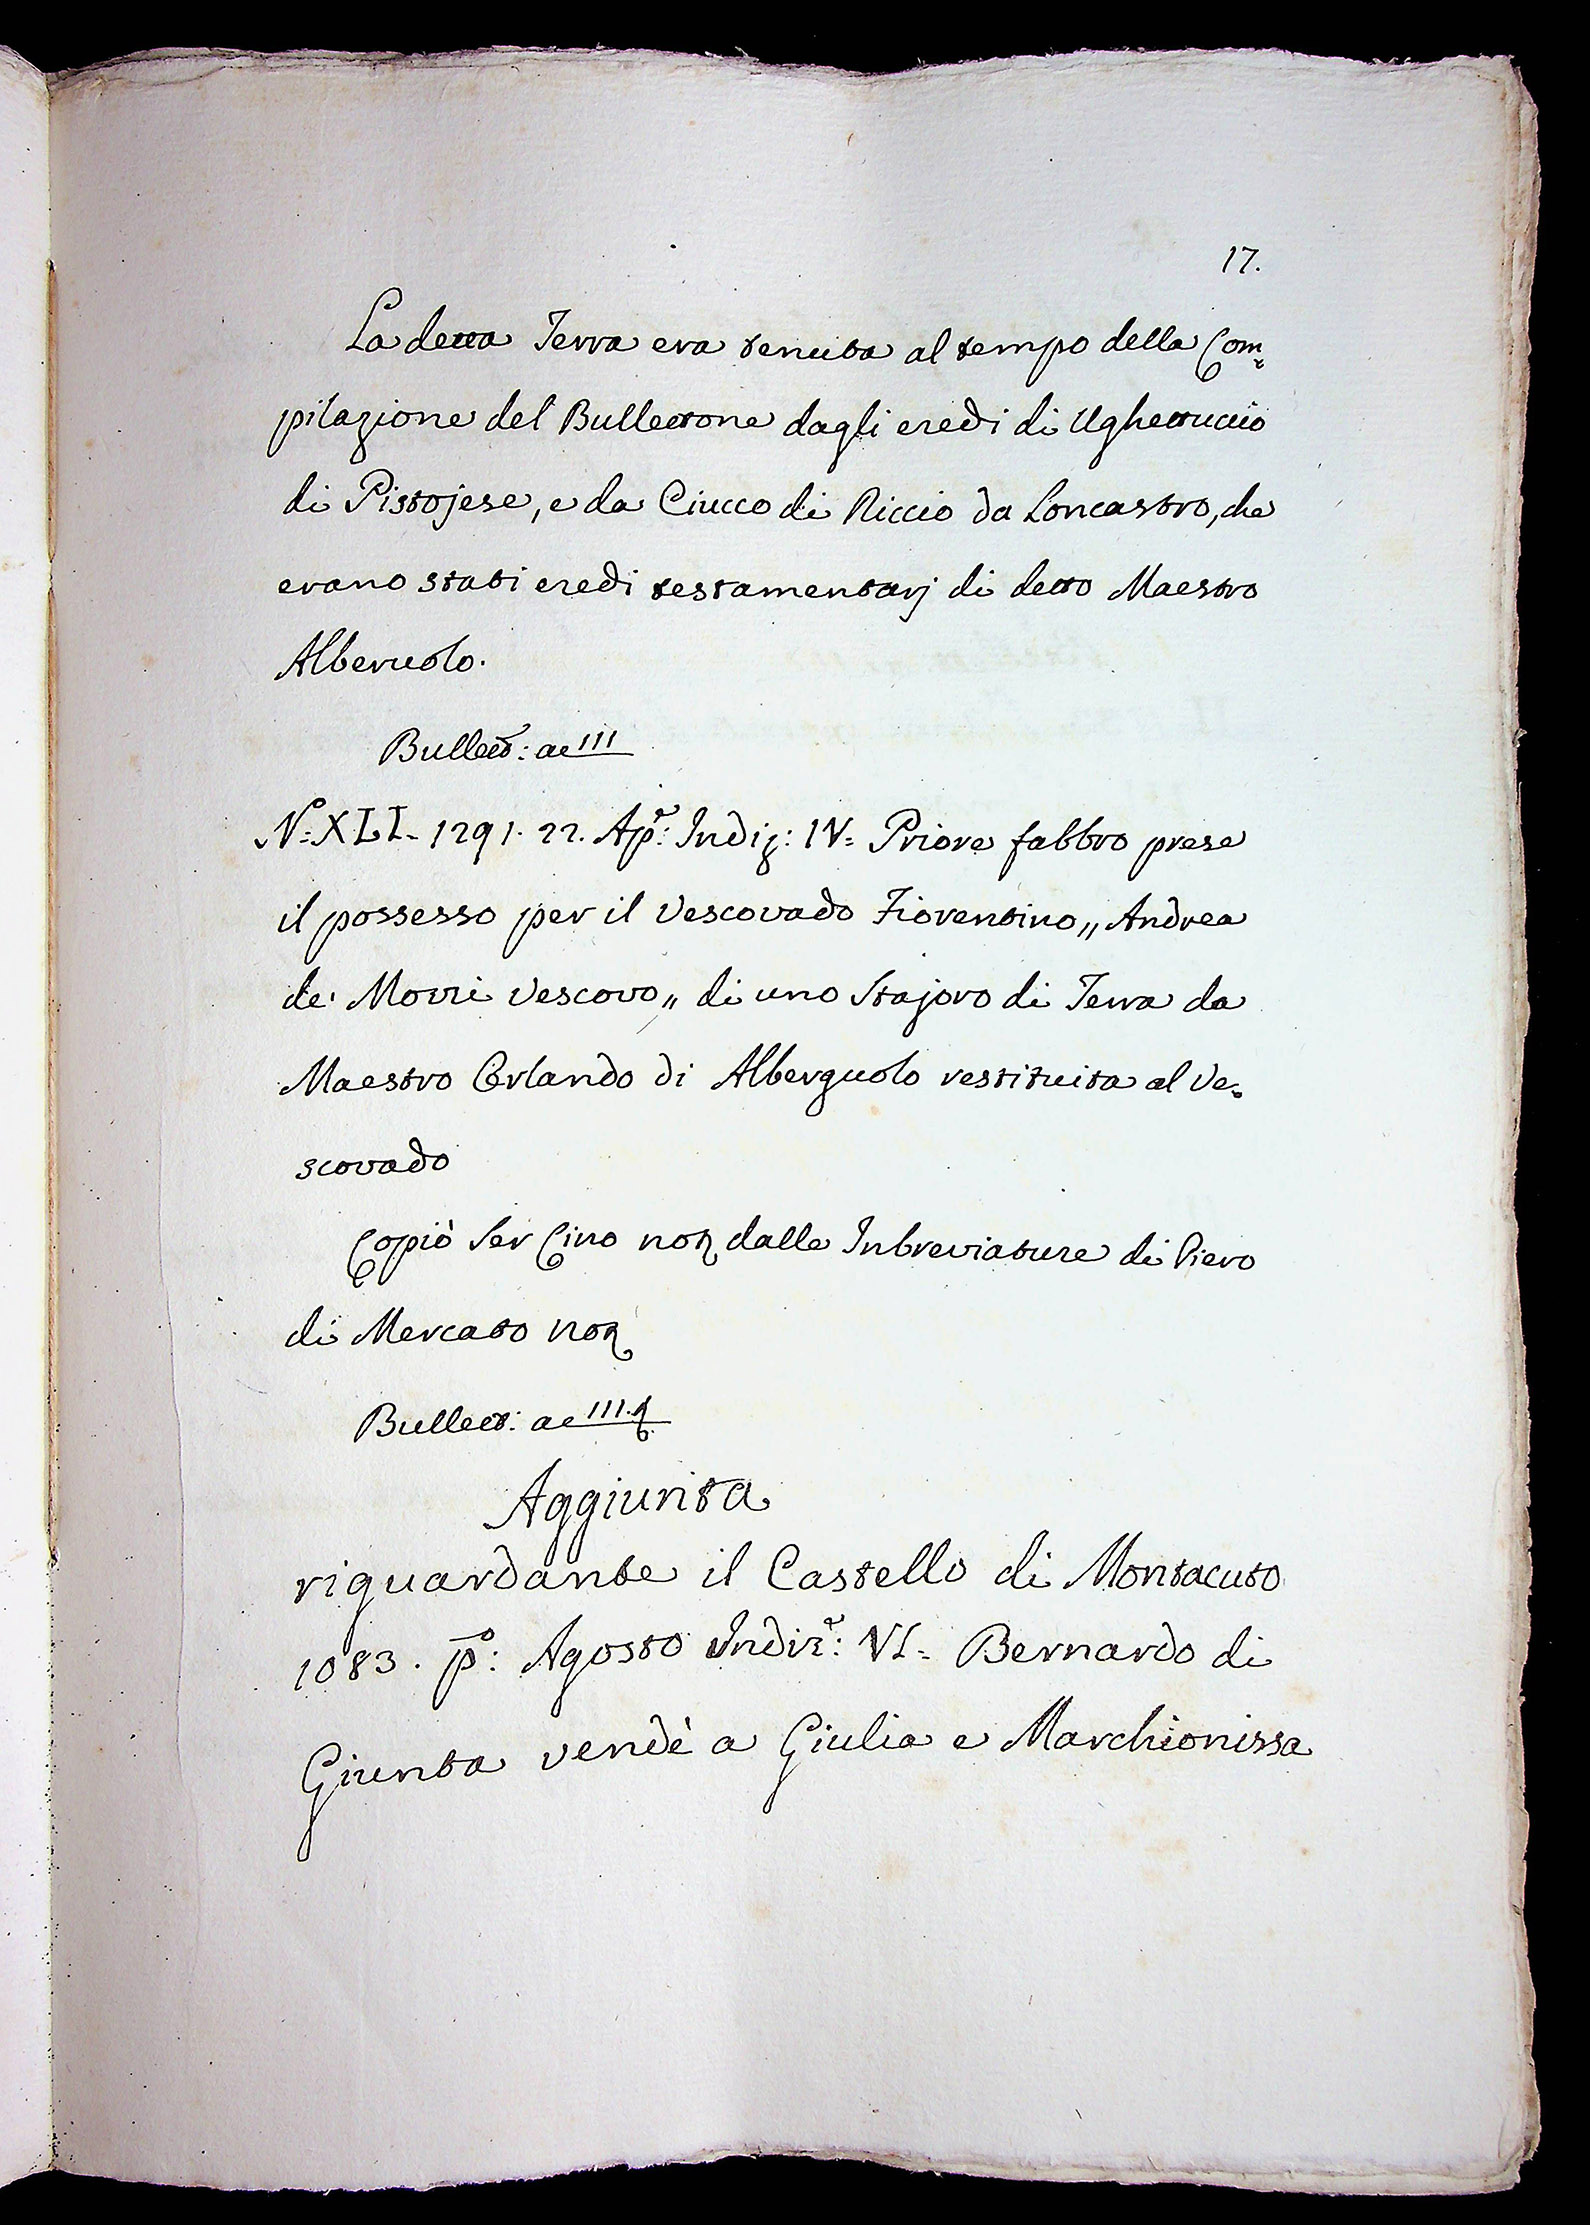 17.
La detta Terra era tenuta al tempo della Com=
pilazione del Bullettone dagli eredi di Ughettuccio
di Pistojese, e da Ciucco di Riccio da Loncastro, che
erano stati eredi testamentarj di detto Maestro
Alberuolo.
Bullett: ac 111
N.° XLI. 1291. 22. Ap.e: Indiz: IV. Priore fabbro prese
il possesso per il Vescovado Fiorentino,, Andrea
de' Mozzi Vescovo,, di uno Stajoro di Terra da
Maestro Orlando di Alberguolo restituita al Ve=
scovado
Copiò Ser Cino not dalle Inbreviature di Piero
di Mercato not
Bullett: ac 111.
Aggiunta
riguardante il Castello di Montacuto
1083. p.°: Agosto Indiz.e: VI. Bernardo di
Giunta vendè a Giulia e Marchionissa